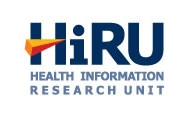 HiRU
HEALTH INFORMATION
RESEARCH UNIT